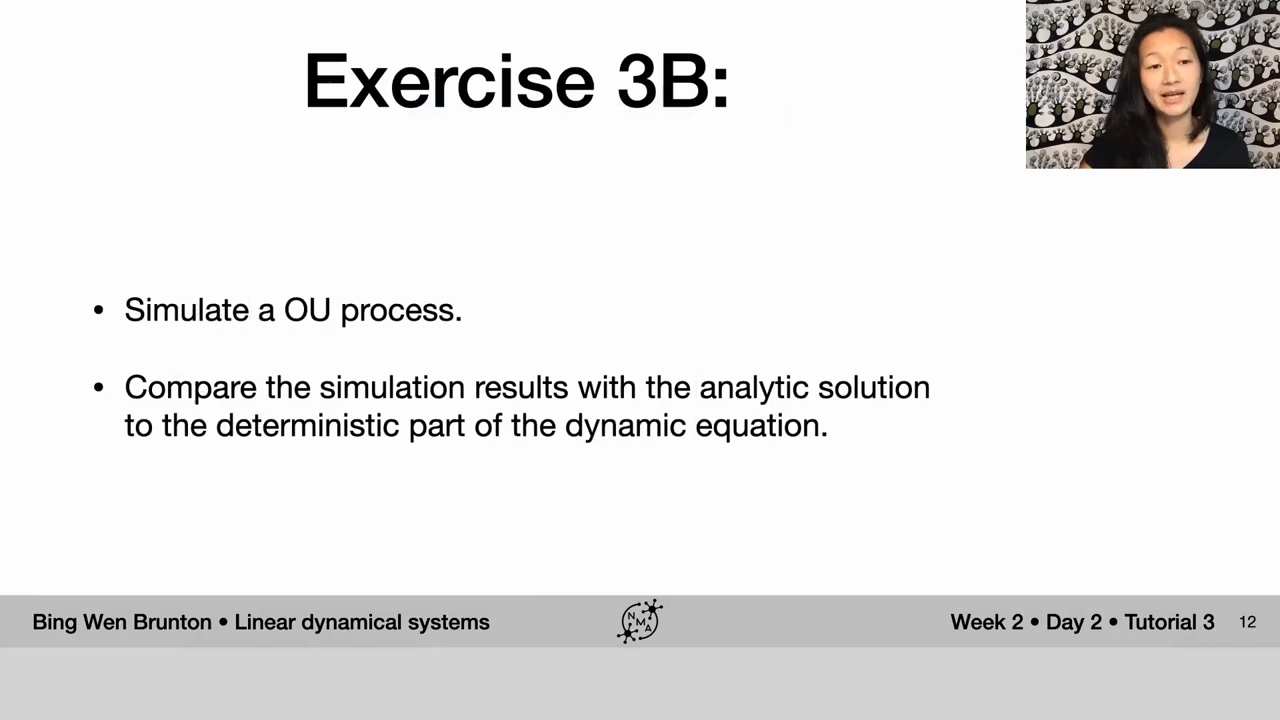 Exercise 3B:
• Simulate a OU process.
• Compare the simulation results with the analytic solution
to the deterministic part of the dynamic equation.
Bing Wen Brunton • Linear dynamical systems
N
M
A
Week 2 • Day 2 • Tutorial 3
12